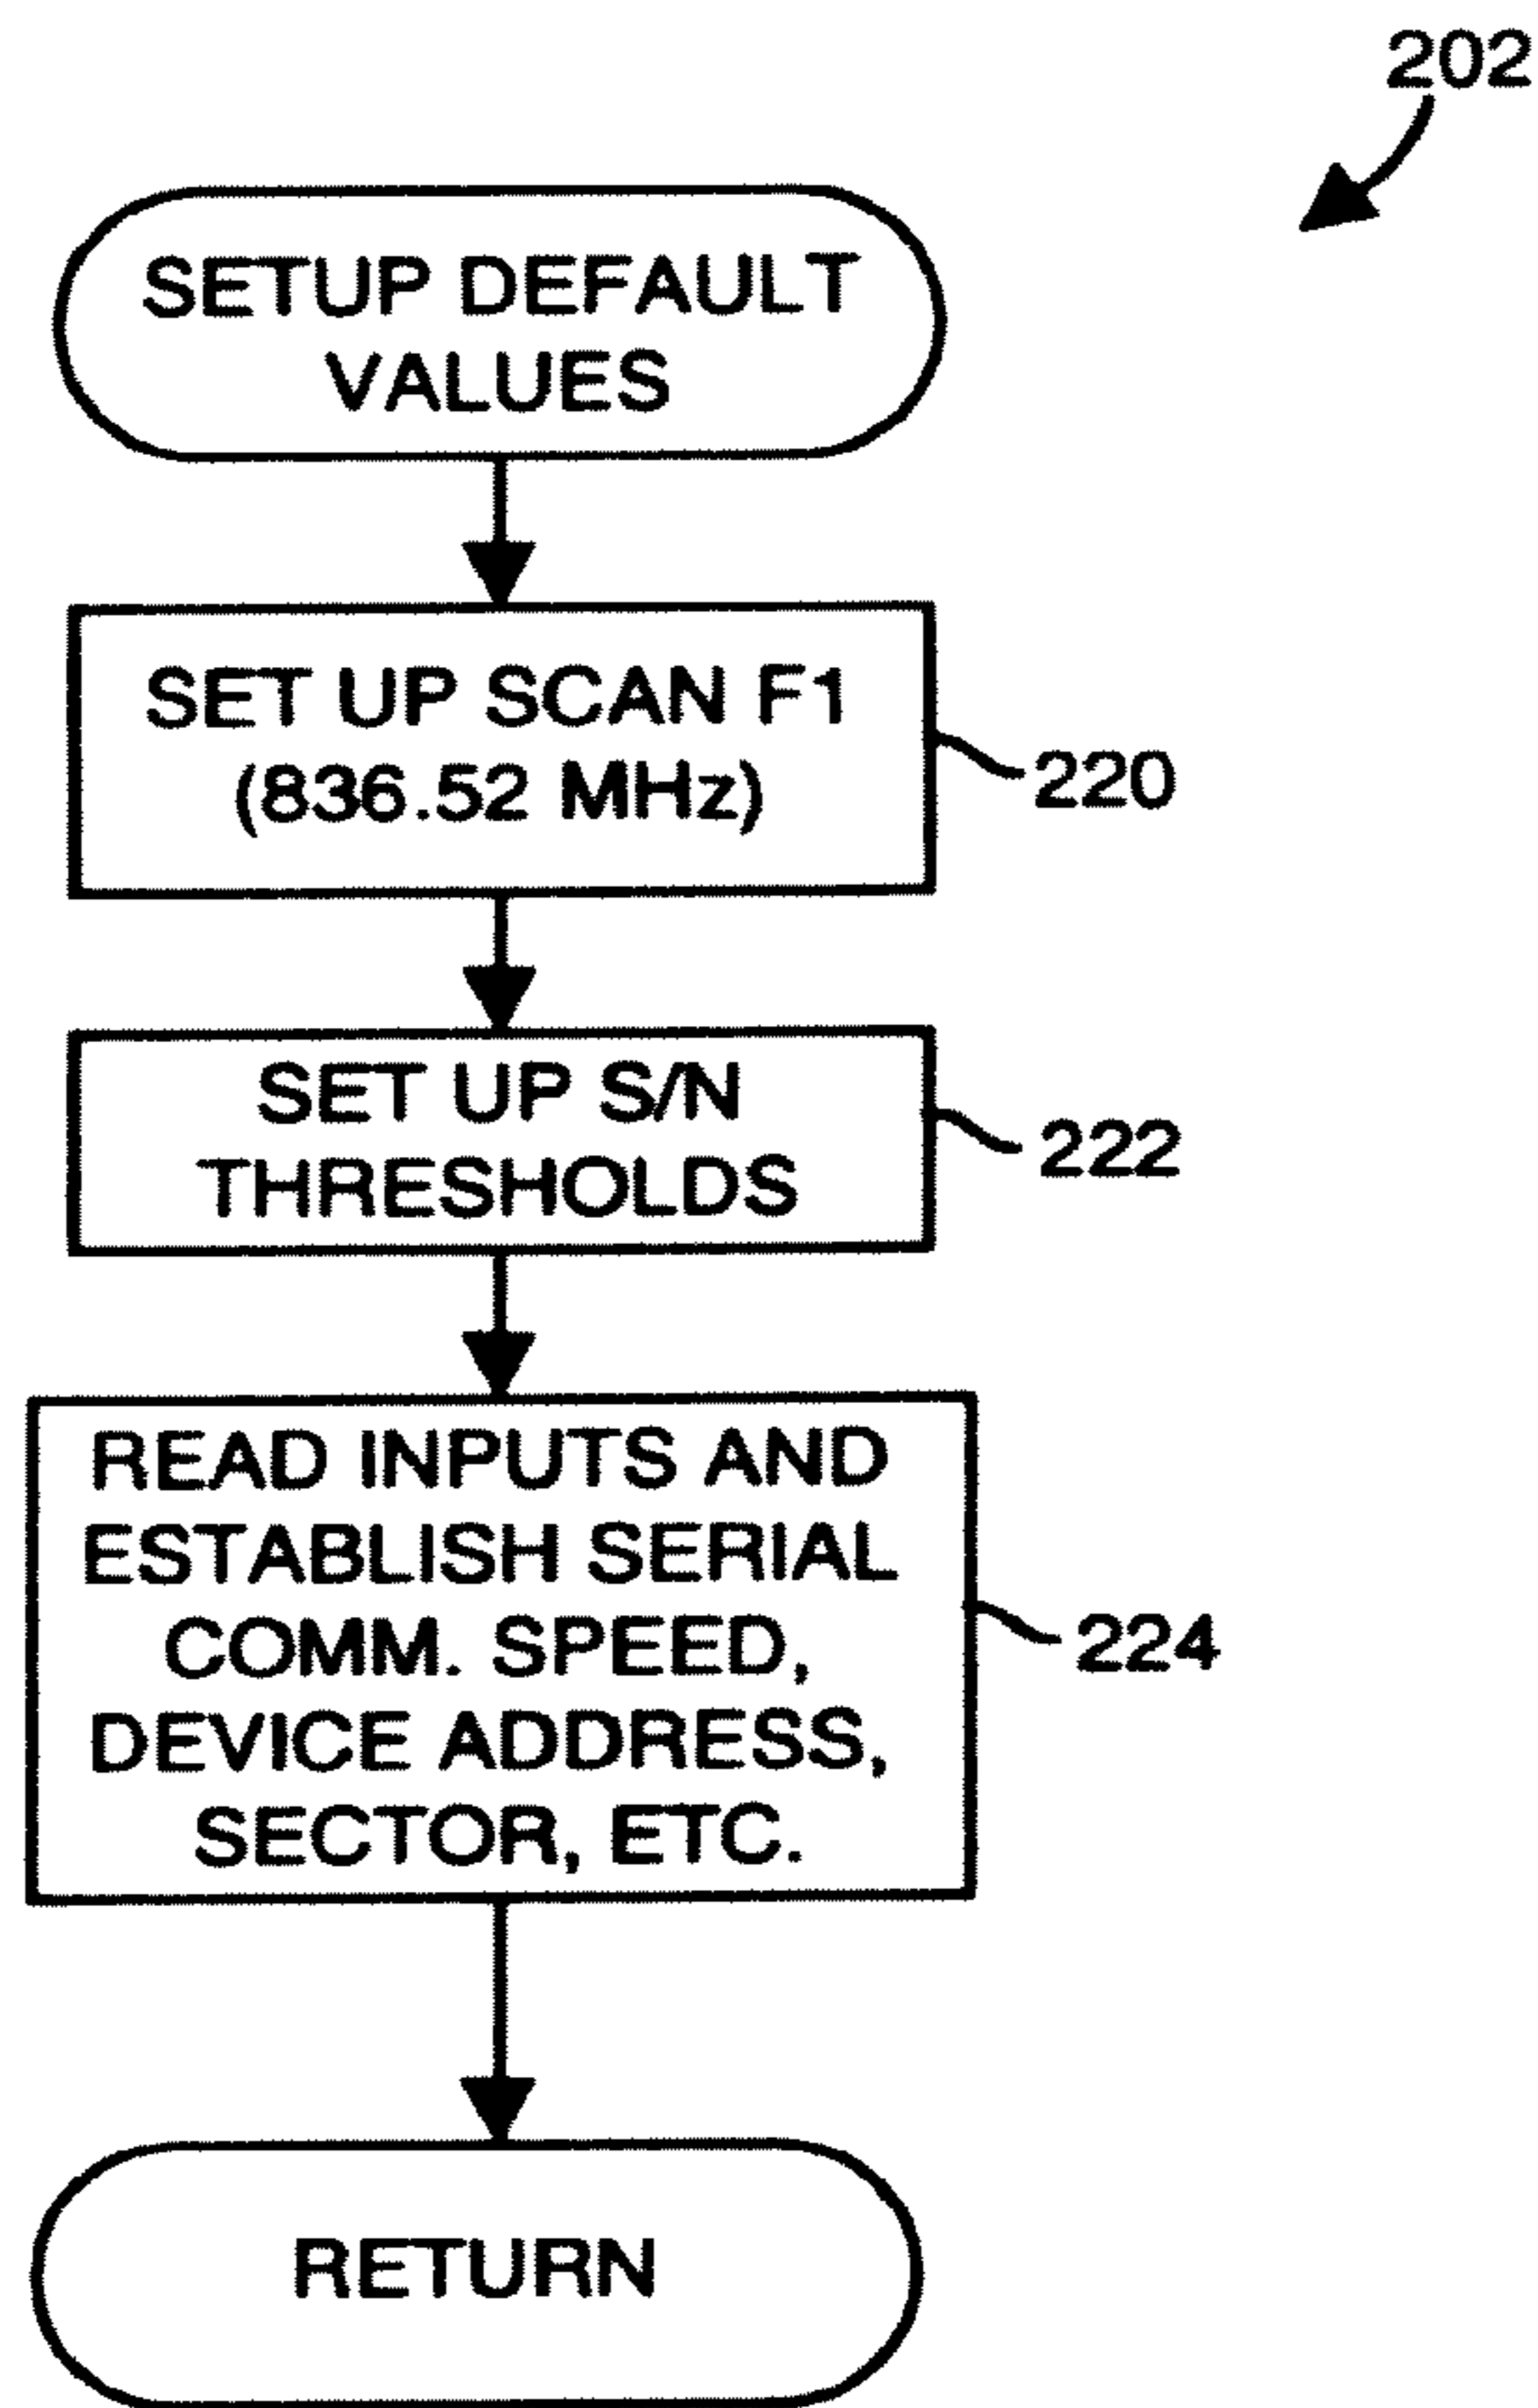 202
SETUP DEFAULT
VALUES
SET UP SCAN F1
(836.52 MHz)
220
SET UP S/N
THRESHOLDS
222
READ INPUTS AND
ESTABLISH SERIAL
COMM. SPEED,
DEVICE ADDRESS,
SECTOR, ETC.
224
RETURN